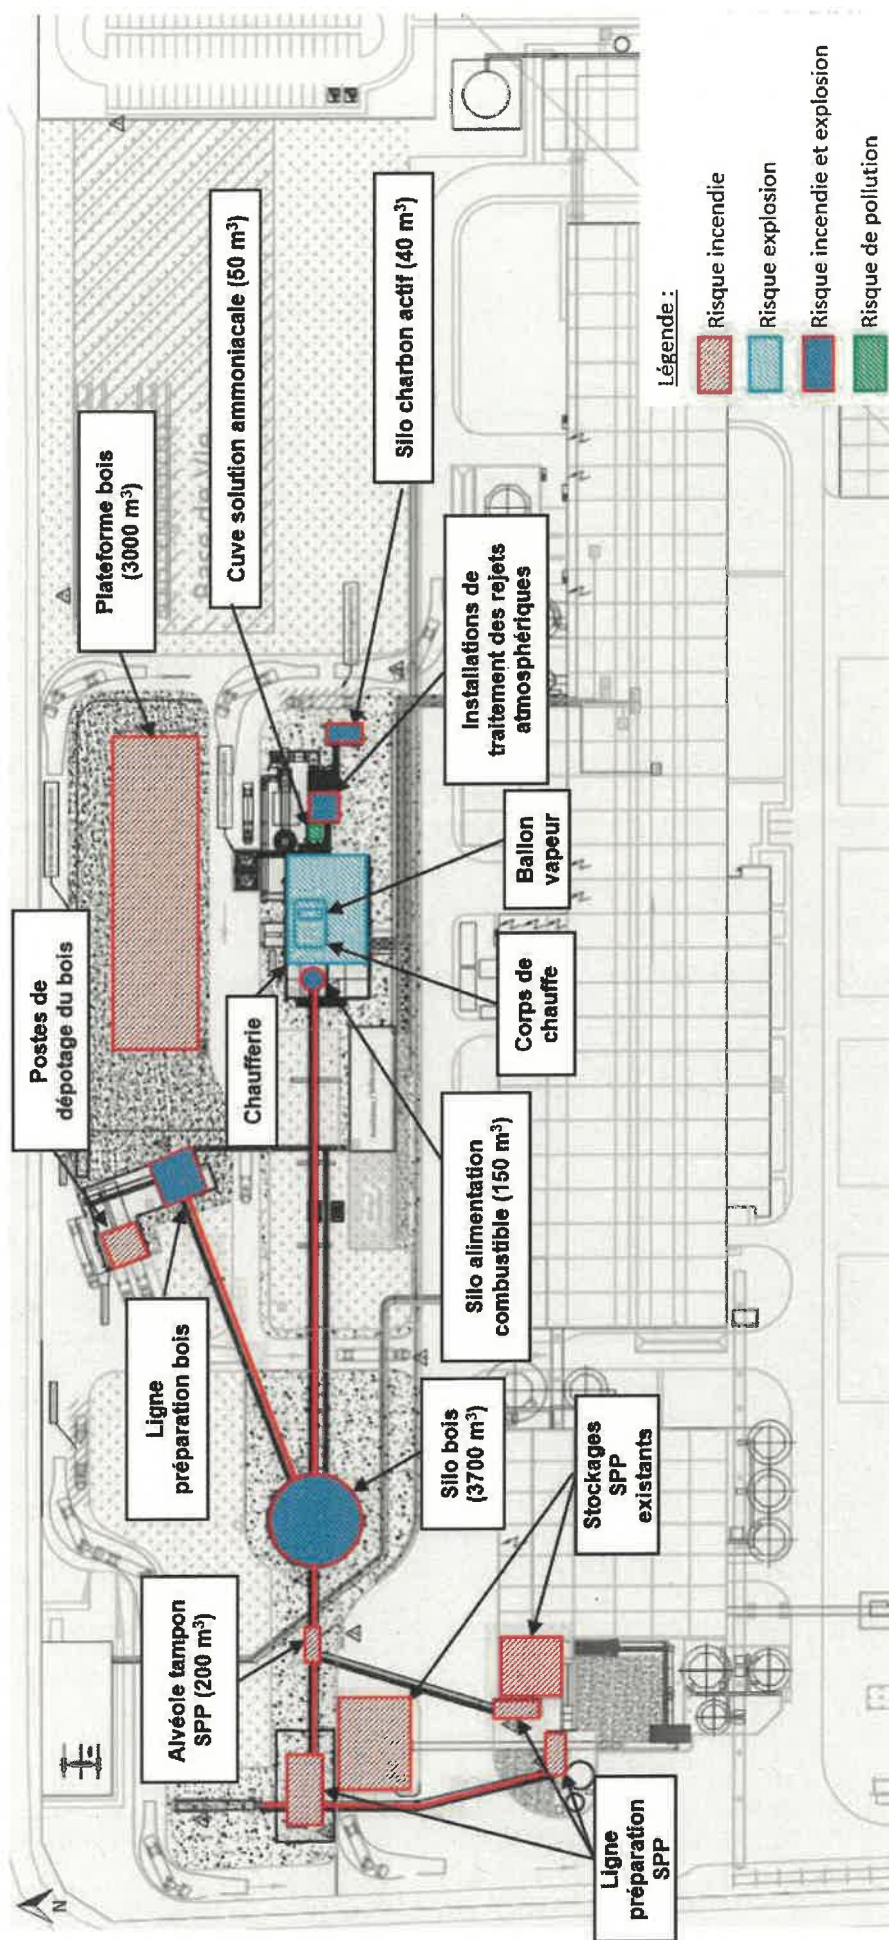 Postes de
dépotage du bois
Plateforme bois
(3000 m³)
Cuve solution ammoniacale (50 m³)
Silo charbon actif (40 m³)
Ligne
préparation bois
Chaufferie
Alvéole tampon
SPP (200 m³)
Silo bois
(3700 m³)
Silo alimentation
combustible (150 m³)
Corps de
chauffe
Ballon
vapeur
Installations de
traitement des rejets
atmosphériques
Stockages
SPP
existants
Ligne
préparation
SPP
Base de Vie
N
Légende :
Risque incendie
Risque explosion
Risque incendie et explosion
Risque de pollution